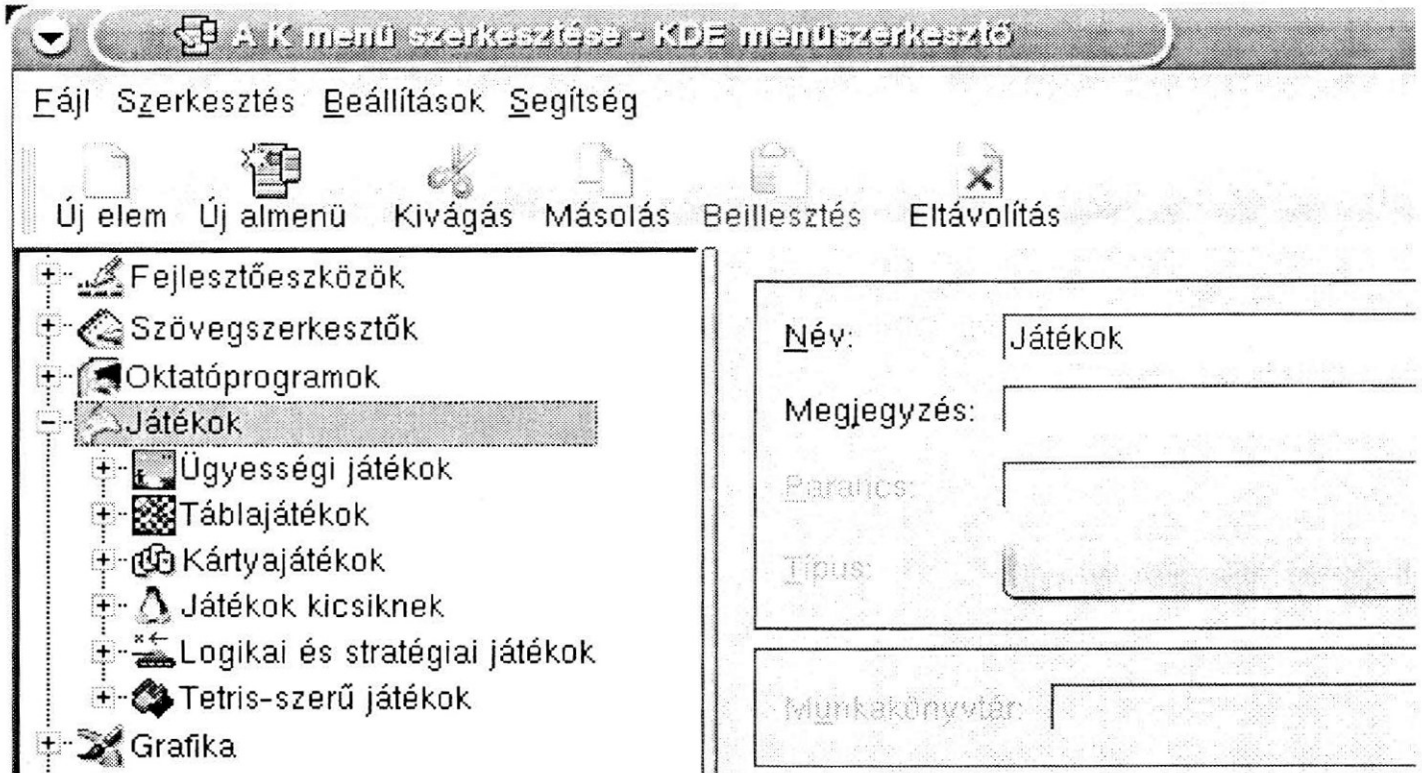 A K menü szerkesztése - KDE menüszerkesztő
Fájl Szerkesztés Beállítások Segítség
Új elem Új almenü Kivágás Másolás Beillesztés Eltávolítás
Fejlesztőeszközök
Szövegszerkesztők
Oktatóprogramok
Játékok
Ügyességi játékok
Táblajátékok
Kártyajátékok
Játékok kicsiknek
Logikai és stratégiai játékok
Tetris-szerű játékok
Grafika
Név: Játékok
Megjegyzés:
Parancs:
Típus:
Munkakönyvtár: